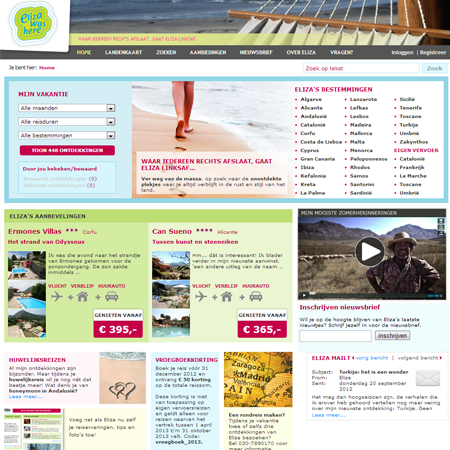 eliza was here
WAAR IEDEREEN RECHTS AFSLAAT, GAAT ELIZA LINKSAF
HOME LANDENKAART ZOEKEN AANBIEDINGEN NIEUWSBRIEF OVER ELIZA VRAGEN? Inloggen | Registreer
Je bent hier: Home
Zoek op tekst Zoek
MIJN VAKANTIE
Alle maanden
Alle reisduren
Alle bestemmingen
TOON 448 ONTDEKKINGEN
Door jou bekeken/bewaard
Bewaarde ontdekkingen (0)
Bekeken ontdekkingen (0)
WAAR IEDEREEN RECHTS AFSLAAT, GAAT
ELIZA LINKSAF...
Ver weg van de massa, op zoek naar de onontdekte
plekjes waar je altijd verblijft in de rust en stijl van het
land.
ELIZA'S BESTEMMINGEN
Algarve Lanzarote Sicilië
Alicante Lefkas Tenerife
Andalusië Lesbos Toscane
Catalonië Madeira Turkije
Corfu Mallorca Umbrië
Costa de Luz Malta Zakynthos
Cyprus Menorca EIGEN VERVOER
Gran Canaria Peloponnesos Catalonië
Ibiza Rhodos Frankrijk
Kefalonia Samos Le Marche
Kreta Santorini Toscane
La Palma Sardinië Umbrië
ELIZA'S AANBEVELINGEN
Ermones Villas *** Corfu
Het strand van Odysseus
Ik was die avond naar het strandje
van Ermones gekomen voor de
zonsondergang. De zon zakte
inmiddels ..
VLUCHT VERBLIJF HUURAUTO
GENIETEN VANAF
€ 395,-
Can Sueno **** Alicante
Tussen kunst en steeneiken
Hm... dát is interessant! Ik blader
verder in mijn nieuwste aanwinst,
een andere uitleg van de naam ..
VLUCHT VERBLIJF HUURAUTO
GENIETEN VANAF
€ 365,-
MIJN MOOISTE ZOMERHERINNERINGEN
Inschrijven nieuwsbrief
Wil je op de hoogte blijven van Eliza's laatste
nieuwtjes? Schrijf jezelf in voor de nieuwsbrief.
inschrijven
HUWELIJKSREIZEN
Al mijn ontdekkingen
zijn bijzonder. Maar
tijdens je
huwelijksreis wil je
nog nét dat beetje
meer! Wat denk je van
honeymoon in
Andalusië?
Lees meer...
Voeg net als Eliza nu zelf
je reiservaringen, tips en
foto's toe!
VROEGBOEKKORTING
Boek je reis vóór 31
december 2012 en
ontvang € 50 korting
op de totale reissom.
Deze korting is niet
van toepassing op
eigen vervoersreizen
en geldt alleen voor
reizen waarvan het
vertrek tussen 1 april
2013 t/m 31 oktober
2013 valt. Code:
vroegboek_2013.
Madrid
Toledo
Een rondreis maken?
Tijdens je vakantie
twee of zelfs drie
ontdekkingen van
Eliza bezoeken?
Bel 030-7890170 voor
meer informatie.
ELIZA MAILT vorig bericht | volgend bericht
Subject: Turkije: het is een wonder
From: Eliza
Sent: donderdag 20 september 2012
Het mag dan hoogseizoen zijn, de verhalen die
ik erover heb gehoord vertellen nog maar weinig over
mijn nieuwste ontdekking: Turkije. Geen
Lees meer...